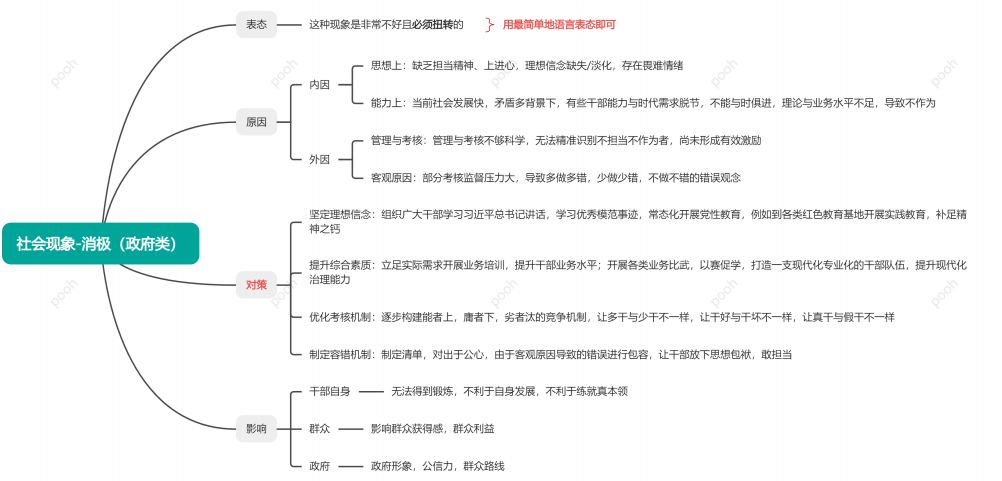 表态
这种现象是非常不好且必须扭转的
用最简单地语言表态即可
原因
内因
思想上：缺乏担当精神、上进心，理想信念缺失/淡化，存在畏难情绪
能力上：当前社会发展快，矛盾多背景下，有些干部能力与时代需求脱节，不能与时俱进，理论与业务水平不足，导致不作为
外因
管理与考核：管理与考核不够科学，无法精准识别不担当不作为者，尚未形成有效激励
客观原因：部分考核监督压力大，导致多做多错，少做少错，不做不错的错误观念
社会现象-消极（政府类）
对策
坚定理想信念：组织广大干部学习习近平总书记讲话，学习优秀模范事迹，常态化开展党性教育，例如到各类红色教育基地开展实践教育，补足精
神之钙
提升综合素质：立足实际需求开展业务培训，提升干部业务水平；开展各类业务比武，以赛促学，打造一支现代化专业化的干部队伍，提升现代化
治理能力
优化考核机制：逐步构建能者上，庸者下，劣者汰的竞争机制，让多干与少干不一样，让干好与干坏不一样，让真干与假干不一样
制定容错机制：制定清单，对出于公心，由于客观原因导致的错误进行包容，让干部放下思想包袱，敢担当
影响
干部自身
无法得到锻炼，不利于自身发展，不利于练就真本领
群众
影响群众获得感，群众利益
政府
政府形象，公信力，群众路线
pooh
pooh
pooh
pooh
pooh
pooh
pooh
pooh
pooh
pooh